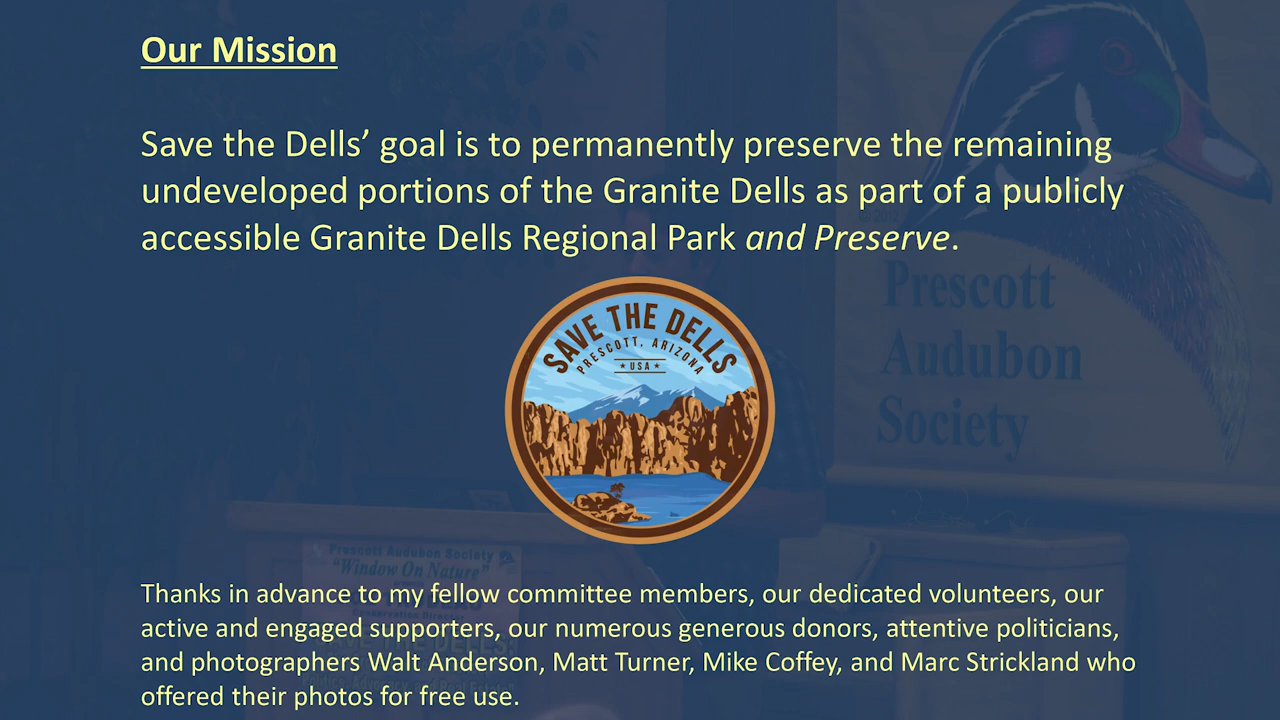 Our Mission
Save the Dells’ goal is to permanently preserve the remaining
undeveloped portions of the Granite Dells as part of a publicly
accessible Granite Dells Regional Park and Preserve.
SAVE THE DELLS
PRESCOTT, ARIZONA
★ USA ★
Prescott
Audubon
Society
Prescott Audubon Society
"Window On Nature"
Thanks in advance to my fellow committee members, our dedicated volunteers, our
active and engaged supporters, our numerous generous donors, attentive politicians,
and photographers Walt Anderson, Matt Turner, Mike Coffey, and Marc Strickland who
offered their photos for free use.